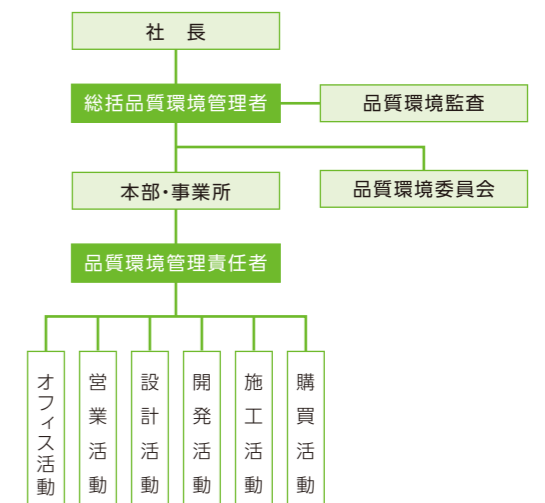 社 長
総括品質環境管理者
品質環境監査
本部・事業所
品質環境委員会
品質環境管理責任者
オフィス活動
営業活動
設計活動
開発活動
施工活動
購買活動